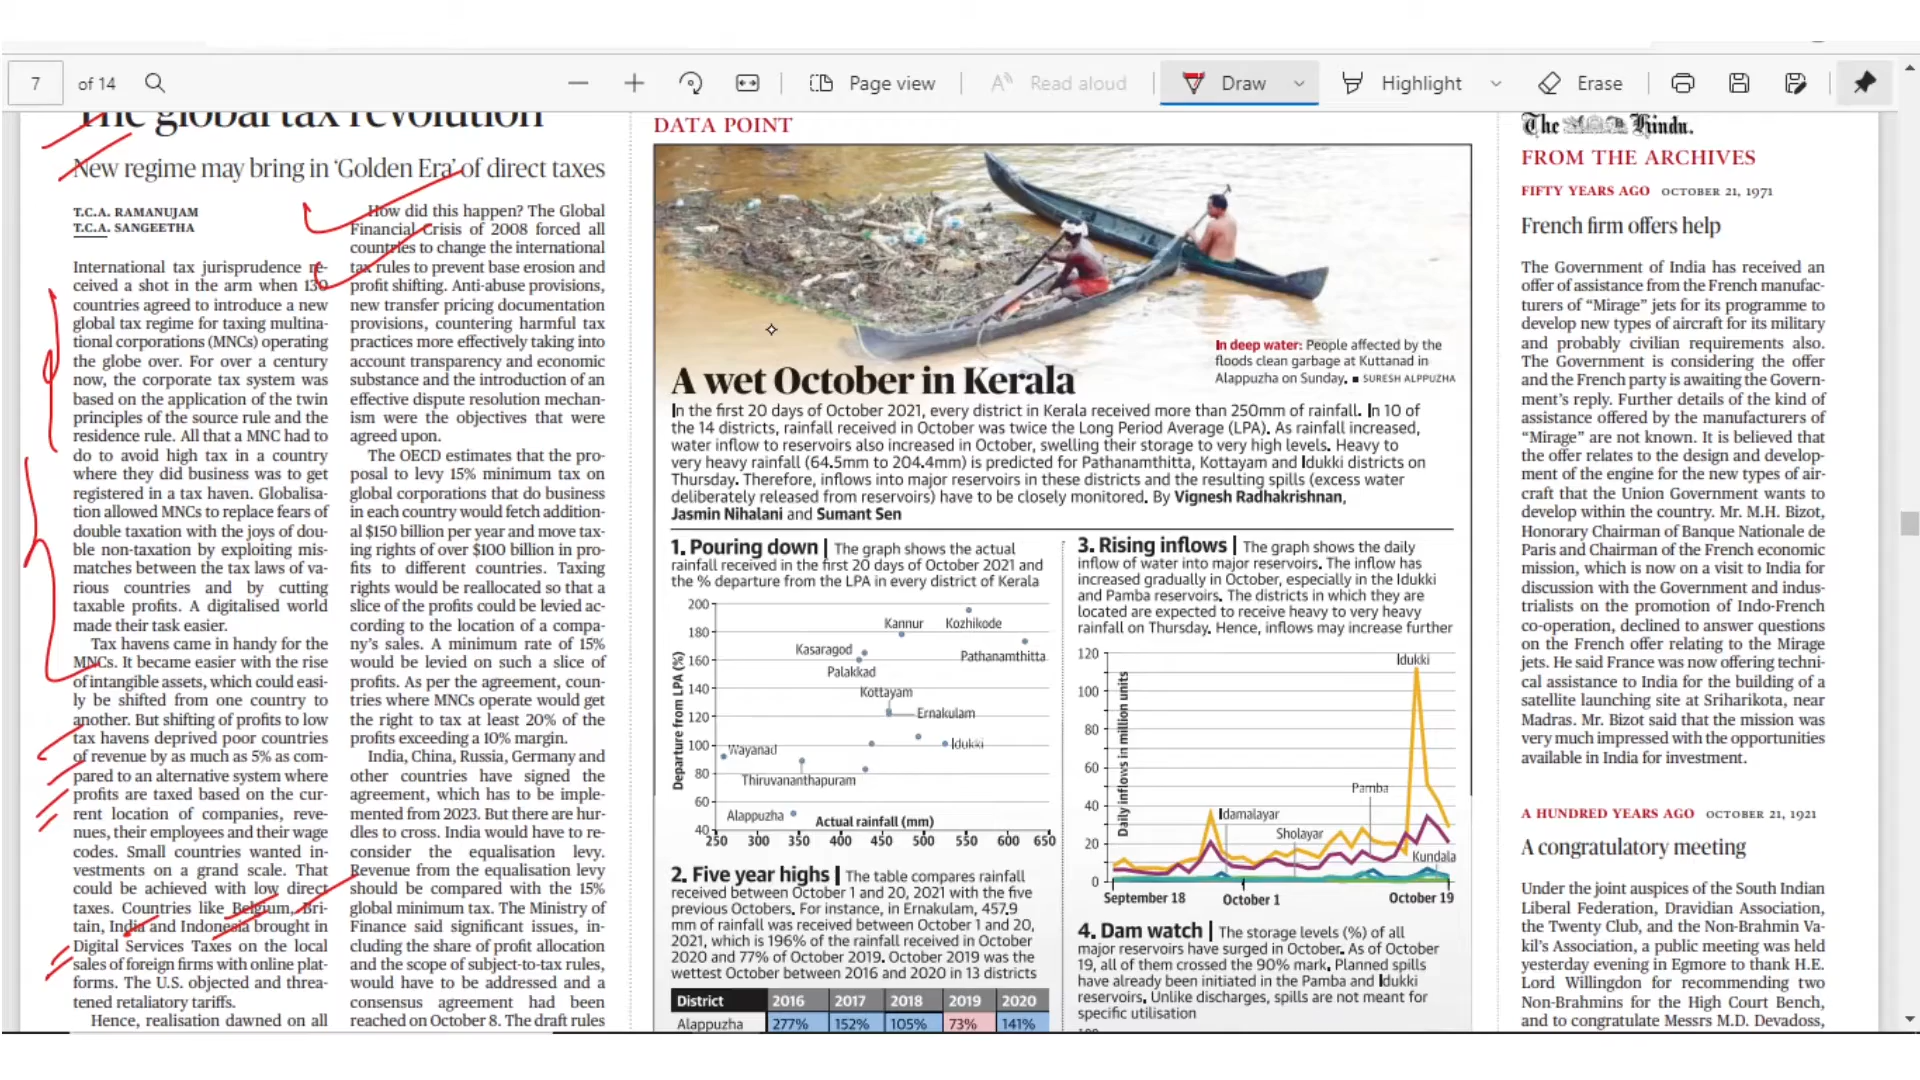 7
of 14
Page view
Read aloud
Draw
Highlight
Erase
The global tax revolution
New regime may bring in 'Golden Era' of direct taxes
T.C.A. RAMANUJAM
T.C.A. SANGEETHA
International tax jurisprudence re-
ceived a shot in the arm when 130
countries agreed to introduce a new
global tax regime for taxing multina-
tional corporations (MNCs) operating
the globe over. For over a century
now, the corporate tax system was
based on the application of the twin
principles of the source rule and the
residence rule. All that a MNC had to
do to avoid high tax in a country
where they did business was to get
registered in a tax haven. Globalisa-
tion allowed MNCs to replace fears of
double taxation with the joys of dou-
ble non-taxation by exploiting mis-
matches between the tax laws of va-
rious countries and by cutting
taxable profits. A digitalised world
made their task easier.
Tax havens came in handy for the
MNCs. It became easier with the rise
of intangible assets, which could easi-
ly be shifted from one country to
another. But shifting of profits to low
tax havens deprived poor countries
of revenue by as much as 5% as com-
pared to an alternative system where
profits are taxed based on the cur-
rent location of companies, reve-
nues, their employees and their wage
codes. Small countries wanted in-
vestments on a grand scale. That
could be achieved with low direct
taxes. Countries like Belgium, Bri-
tain, India and Indonesia brought in
Digital Services Taxes on the local
sales of foreign firms with online plat-
forms. The U.S. objected and threa-
tened retaliatory tariffs.
Hence, realisation dawned on all
How did this happen? The Global
Financial Crisis of 2008 forced all
countries to change the international
tax rules to prevent base erosion and
profit shifting. Anti-abuse provisions,
new transfer pricing documentation
provisions, countering harmful tax
practices more effectively taking into
account transparency and economic
substance and the introduction of an
effective dispute resolution mechan-
ism were the objectives that were
agreed upon.
The OECD estimates that the pro-
posal to levy 15% minimum tax on
global corporations that do business
in each country would fetch addition-
al $150 billion per year and move tax-
ing rights of over $100 billion in pro-
fits to different countries. Taxing
rights would be reallocated so that a
slice of the profits could be levied ac-
cording to the location of a compa-
ny's sales. A minimum rate of 15%
would be levied on such a slice of
profits. As per the agreement, coun-
tries where MNCs operate would get
the right to tax at least 20% of the
profits exceeding a 10% margin.
India, China, Russia, Germany and
other countries have signed the
agreement, which has to be imple-
mented from 2023. But there are hur-
dles to cross. India would have to re-
consider the equalisation levy.
Revenue from the equalisation levy
should be compared with the 15%
global minimum tax. The Ministry of
Finance said significant issues, in-
cluding the share of profit allocation
and the scope of subject-to-tax rules,
would have to be addressed and a
consensus agreement had been
reached on October 8. The draft rules
DATA POINT
In deep water: People affected by the
floods clean garbage at Kuttanad in
Alappuzha on Sunday. ■ SURESH ALPPUZHA
A wet October in Kerala
In the first 20 days of October 2021, every district in Kerala received more than 250mm of rainfall. In 10 of
the 14 districts, rainfall received in October was twice the Long Period Average (LPA). As rainfall increased,
water inflow to reservoirs also increased in October, swelling their storage to very high levels. Heavy to
very heavy rainfall (64.5mm to 204.4mm) is predicted for Pathanamthitta, Kottayam and Idukki districts on
Thursday. Therefore, inflows into major reservoirs in these districts and the resulting spills (excess water
deliberately released from reservoirs) have to be closely monitored. By Vignesh Radhakrishnan,
Jasmin Nihalani and Sumant Sen
1. Pouring down | The graph shows the actual
rainfall received in the first 20 days of October 2021 and
the % departure from the LPA in every district of Kerala
Departure from LPA (%)
200
180
160
140
120
100
80
60
40
Kannur
Kozhikode
Kasaragod
Pathanamthitta
Palakkad
Kottayam
Ernakulam
Wayanad
Idukki
Thiruvananthapuram
Alappuzha
Actual rainfall (mm)
250 300 350 400 450 500 550 600 650
2. Five year highs | The table compares rainfall
received between October 1 and 20, 2021 with the five
previous Octobers. For instance, in Ernakulam, 457.9
mm of rainfall was received between October 1 and 20,
2021, which is 196% of the rainfall received in October
2020 and 77% of October 2019. October 2019 was the
wettest October between 2016 and 2020 in 13 districts
District 2016 2017 2018 2019 2020
Alappuzha 277% 152% 105% 73% 141%
3. Rising inflows | The graph shows the daily
inflow of water into major reservoirs. The inflow has
increased gradually in October, especially in the Idukki
and Pamba reservoirs. The districts in which they are
located are expected to receive heavy to very heavy
rainfall on Thursday. Hence, inflows may increase further
Daily inflows in million units
120
100
80
60
40
20
0
Idukki
Pamba
Idamalayar
Sholayar
Kundala
September 18
October 1
October 19
4. Dam watch | The storage levels (%) of all
major reservoirs have surged in October. As of October
19, all of them crossed the 90% mark. Planned spills
have already been initiated in the Pamba and Idukki
reservoirs. Unlike discharges, spills are not meant for
specific utilisation
100
The Hindu.
FROM THE ARCHIVES
FIFTY YEARS AGO OCTOBER 21, 1971
French firm offers help
The Government of India has received an
offer of assistance from the French manufac-
turers of “Mirage” jets for its programme to
develop new types of aircraft for its military
and probably civilian requirements also.
The Government is considering the offer
and the French party is awaiting the Govern-
ment’s reply. Further details of the kind of
assistance offered by the manufacturers of
“Mirage” are not known. It is believed that
the offer relates to the design and develop-
ment of the engine for the new types of air-
craft that the Union Government wants to
develop within the country. Mr. M.H. Bizot,
Honorary Chairman of Banque Nationale de
Paris and Chairman of the French economic
mission, which is now on a visit to India for
discussion with the Government and indus-
trialists on the promotion of Indo-French
co-operation, declined to answer questions
on the French offer relating to the Mirage
jets. He said France was now offering techni-
cal assistance to India for the building of a
satellite launching site at Sriharikota, near
Madras. Mr. Bizot said that the mission was
very much impressed with the opportunities
available in India for investment.
A HUNDRED YEARS AGO OCTOBER 21, 1921
A congratulatory meeting
Under the joint auspices of the South Indian
Liberal Federation, Dravidian Association,
the Twenty Club, and the Non-Brahmin Va-
kil’s Association, a public meeting was held
yesterday evening in Egmore to thank H.E.
Lord Willingdon for recommending two
Non-Brahmins for the High Court Bench,
and to congratulate Messrs M.D. Devadoss,